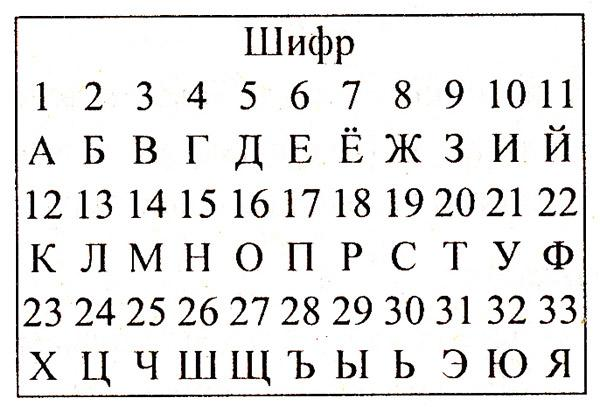 Шифр
1 2 3 4 5 6 7 8 9 10 11
А Б В Г Д Е Ё Ж З И Й
12 13 14 15 16 17 18 19 20 21 22
К Л М Н О П Р С Т У Ф
23 24 25 26 27 28 29 30 31 32 33
Х Ц Ч Ш Щ Ъ Ы Ь Э Ю Я